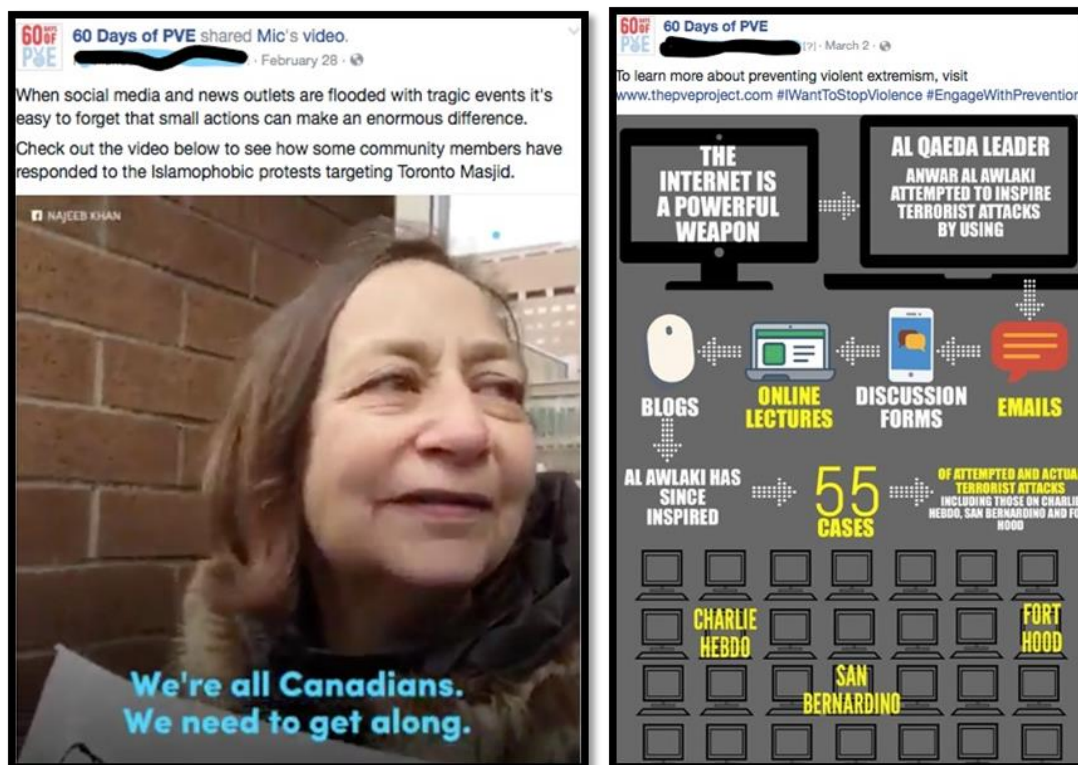 60 DAYS OF
PVE
60 Days of PVE shared Mic's video.
· February 28 ·
When social media and news outlets are flooded with tragic events it's
easy to forget that small actions can make an enormous difference.
Check out the video below to see how some community members have
responded to the Islamophobic protests targeting Toronto Masjid.
NAJEEB KHAN
We're all Canadians.
We need to get along.
60 DAYS OF
PVE
60 Days of PVE
[?] · March 2 ·
To learn more about preventing violent extremism, visit
www.thepveproject.com #IWantToStopViolence #EngageWithPrevention
THE
INTERNET IS
A POWERFUL
WEAPON
AL QAEDA LEADER
ANWAR AL AWLAKI
ATTEMPTED TO INSPIRE
TERRORIST ATTACKS
BY USING
BLOGS
ONLINE
LECTURES
DISCUSSION
FORMS
EMAILS
AL AWLAKI HAS
SINCE
INSPIRED
55
CASES
OF ATTEMPTED AND ACTUA
TERRORIST ATTACKS
INCLUDING THOSE ON CHARLIE
HEBDO, SAN BERNARDINO AND FO
HOOD
CHARLIE
HEBDO
FORT
HOOD
SAN
BERNARDINO